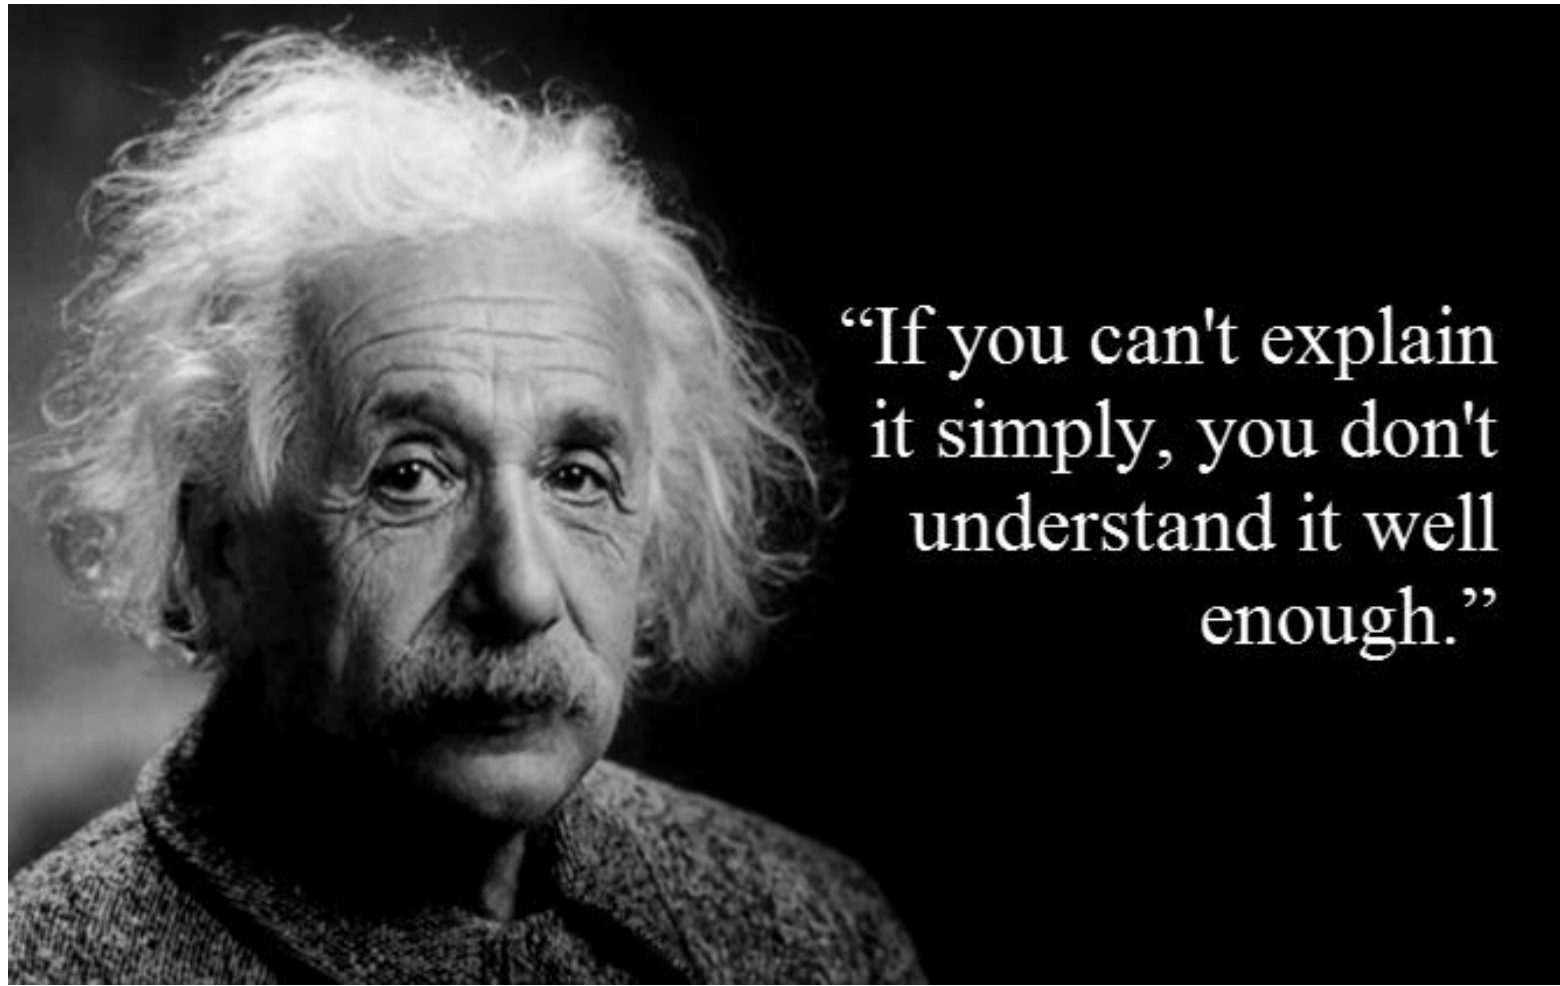 “If you can't explain
it simply, you don't
understand it well
enough.”